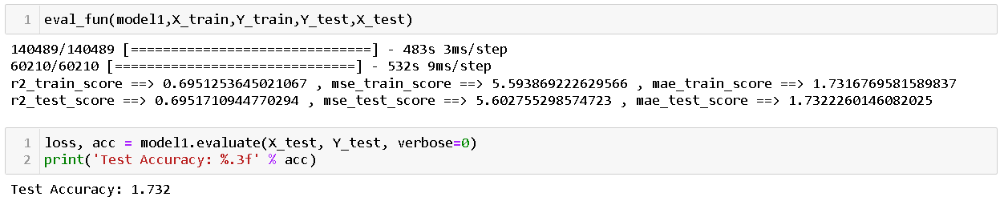 1 eval_fun(model1,X_train,Y_train,Y_test,X_test)
140489/140489 [==============================] - 483s 3ms/step
60210/60210 [==============================] - 532s 9ms/step
r2_train_score ==> 0.6951253645021067 , mse_train_score ==> 5.593869222629566 , mae_train_score ==> 1.7316769581589837
r2_test_score ==> 0.6951710944770294 , mse_test_score ==> 5.602755298574723 , mae_test_score ==> 1.7322260146082025
1 loss, acc = model1.evaluate(X_test, Y_test, verbose=0)
2 print('Test Accuracy: %.3f' % acc)
Test Accuracy: 1.732